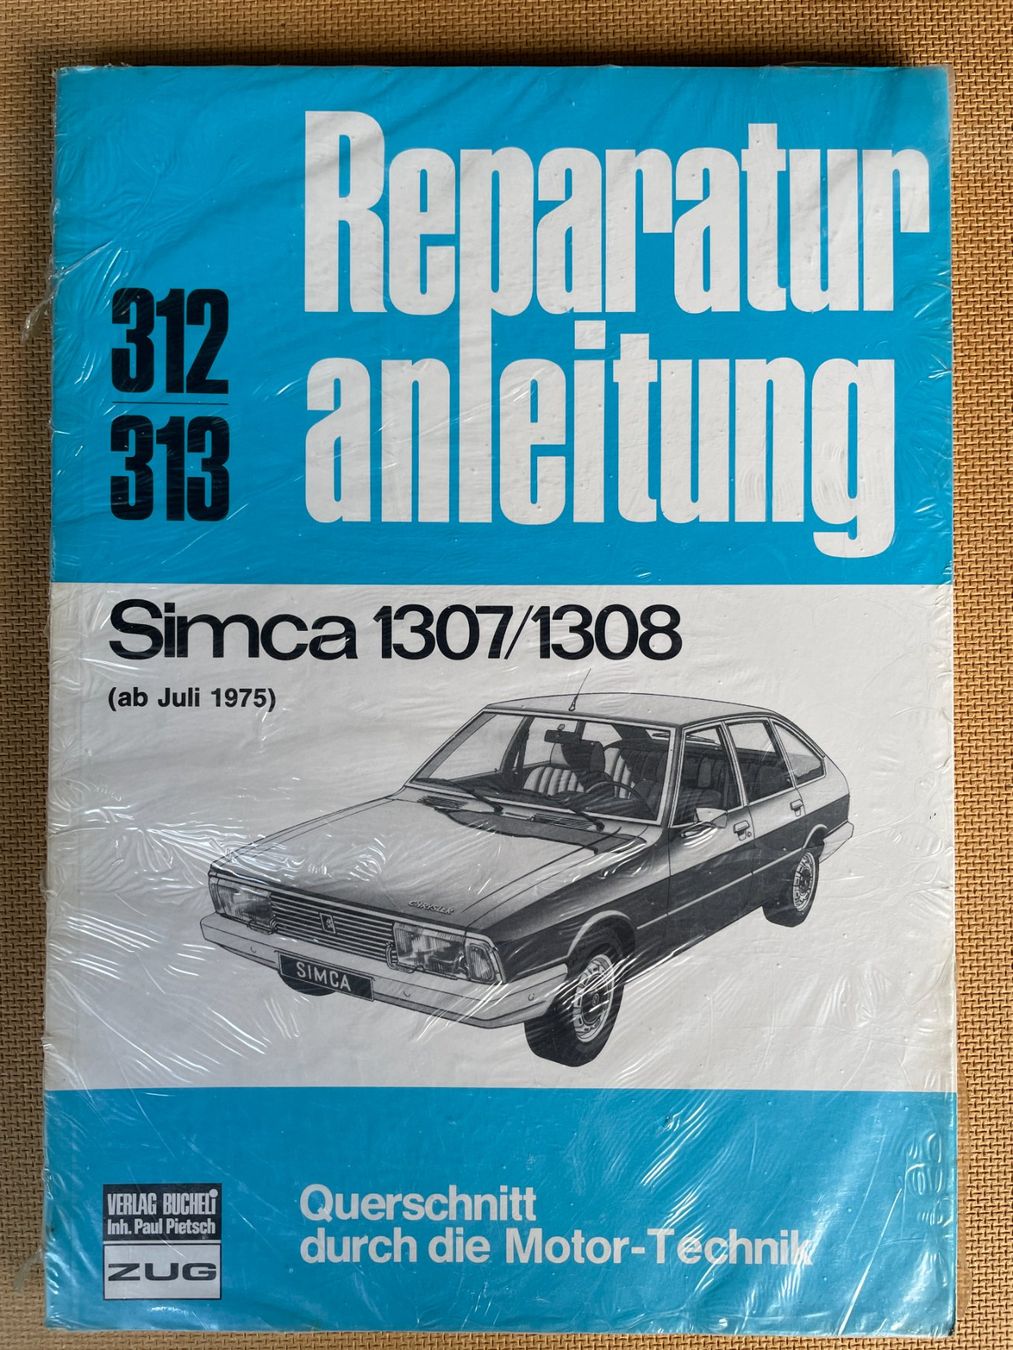 Reparatur
anleitung
312
313
Simca 1307/1308
(ab Juli 1975)
CHRYSLER
SIMCA
VERLAG BUCHELI
Inh. Paul Pietsch
ZUG
Querschnitt
durch die Motor-Technik